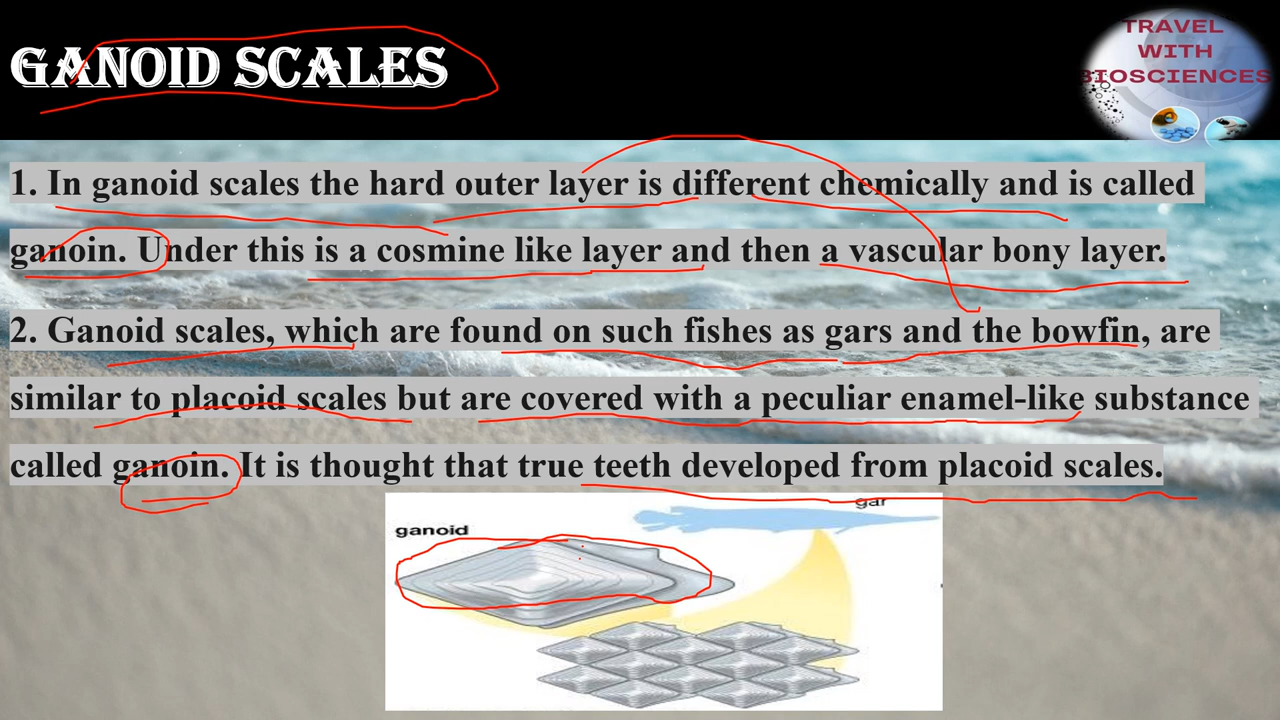 GANOID SCALES
TRAVEL
WITH
BIOSCIENCES
1. In ganoid scales the hard outer layer is different chemically and is called
ganoin. Under this is a cosmine like layer and then a vascular bony layer.
2. Ganoid scales, which are found on such fishes as gars and the bowfin, are
similar to placoid scales but are covered with a peculiar enamel-like substance
called ganoin. It is thought that true teeth developed from placoid scales.
gar
ganoid